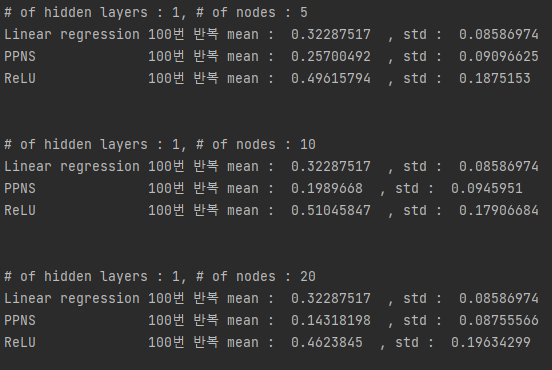 # of hidden layers : 1, # of nodes : 5
Linear regression 100번 반복 mean :  0.32287517  , std :  0.08586974
PPNS              100번 반복 mean :  0.25700492  , std :  0.09096625
ReLU              100번 반복 mean :  0.49615794  , std :  0.1875153
# of hidden layers : 1, # of nodes : 10
Linear regression 100번 반복 mean :  0.32287517  , std :  0.08586974
PPNS              100번 반복 mean :  0.1989668  , std :  0.0945951
ReLU              100번 반복 mean :  0.51045847  , std :  0.17906684
# of hidden layers : 1, # of nodes : 20
Linear regression 100번 반복 mean :  0.32287517  , std :  0.08586974
PPNS              100번 반복 mean :  0.14318198  , std :  0.08755566
ReLU              100번 반복 mean :  0.4623845  , std :  0.19634299